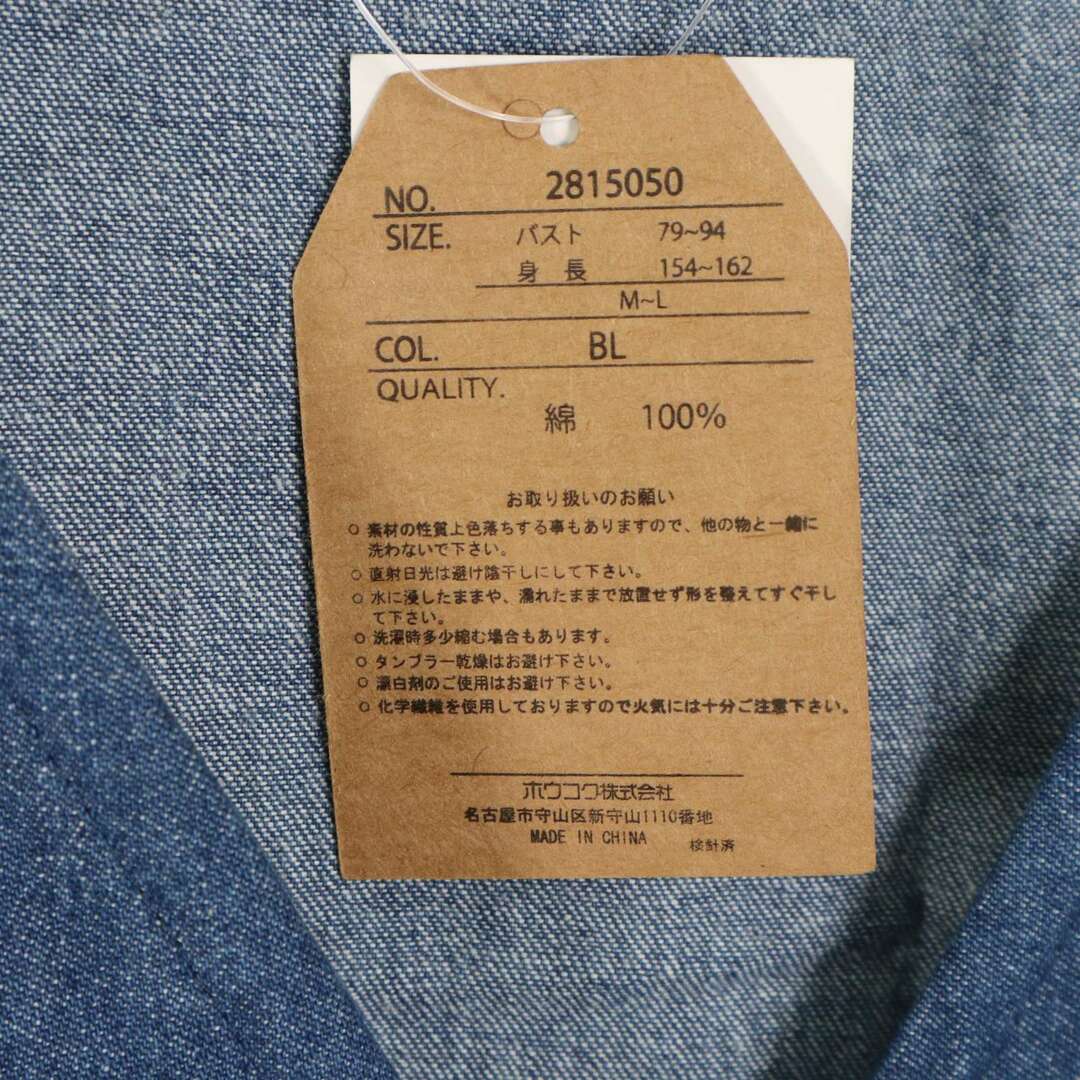 NO. 2815050
SIZE. バスト 79~94
身 長 154~162
M~L
COL. BL
QUALITY.
綿 100%
お取り扱いのお願い
○ 素材の性質上色落ちする事もありますので、他の物と一緒に
洗わないで下さい。
○ 直射日光は避け陰干しにして下さい。
○ 水に浸したままや、濡れたままで放置せず形を整えてすぐ干し
て下さい。
○ 洗濯時多少縮む場合もあります。
○ タンブラー乾燥はお避け下さい。
○ 漂白剤のご使用はお避け下さい。
○ 化学繊維を使用しておりますので火気には十分ご注意下さい。
ホウコク株式会社
名古屋市守山区新守山1110番地
MADE IN CHINA 検針済